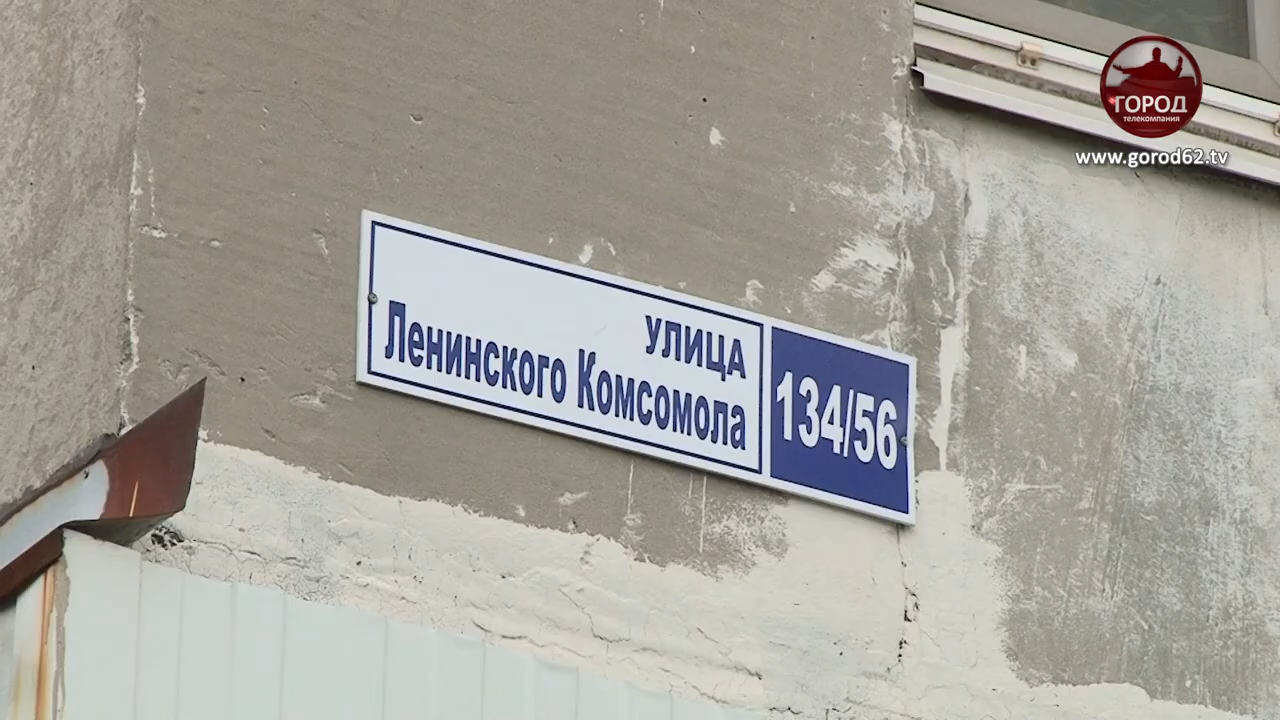 ГОРОД
телекомпания
www.gorod62.tv
УЛИЦА
Ленинского Комсомола
134/56